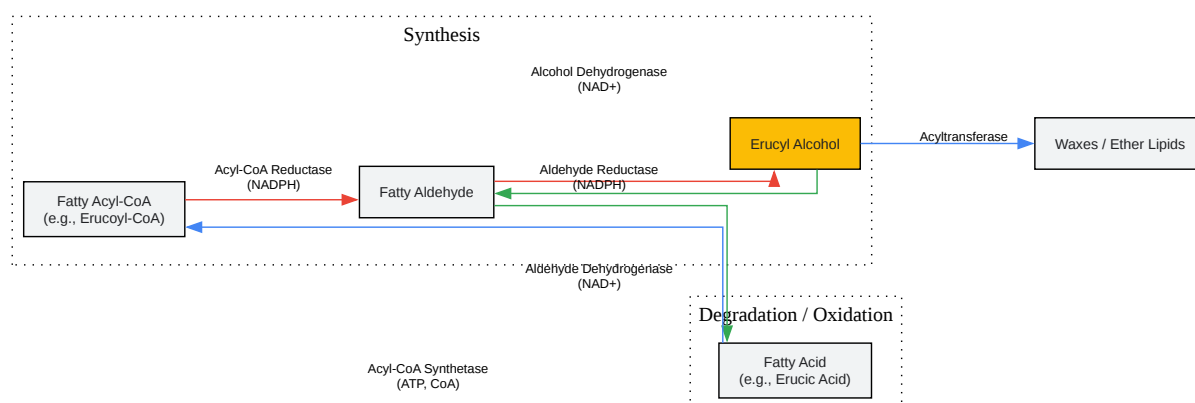 Synthesis
Alcohol Dehydrogenase
(NAD+)
Erucyl Alcohol
Acyltransferase
Waxes / Ether Lipids
Acyl-CoA Reductase
(NADPH)
Aldehyde Reductase
(NADPH)
Fatty Aldehyde
Fatty Acyl-CoA
(e.g., Erucoyl-CoA)
Aldehyde Dehydrogenase
(NAD+)
Degradation / Oxidation
Fatty Acid
(e.g., Erucic Acid)
Acyl-CoA Synthetase
(ATP, CoA)